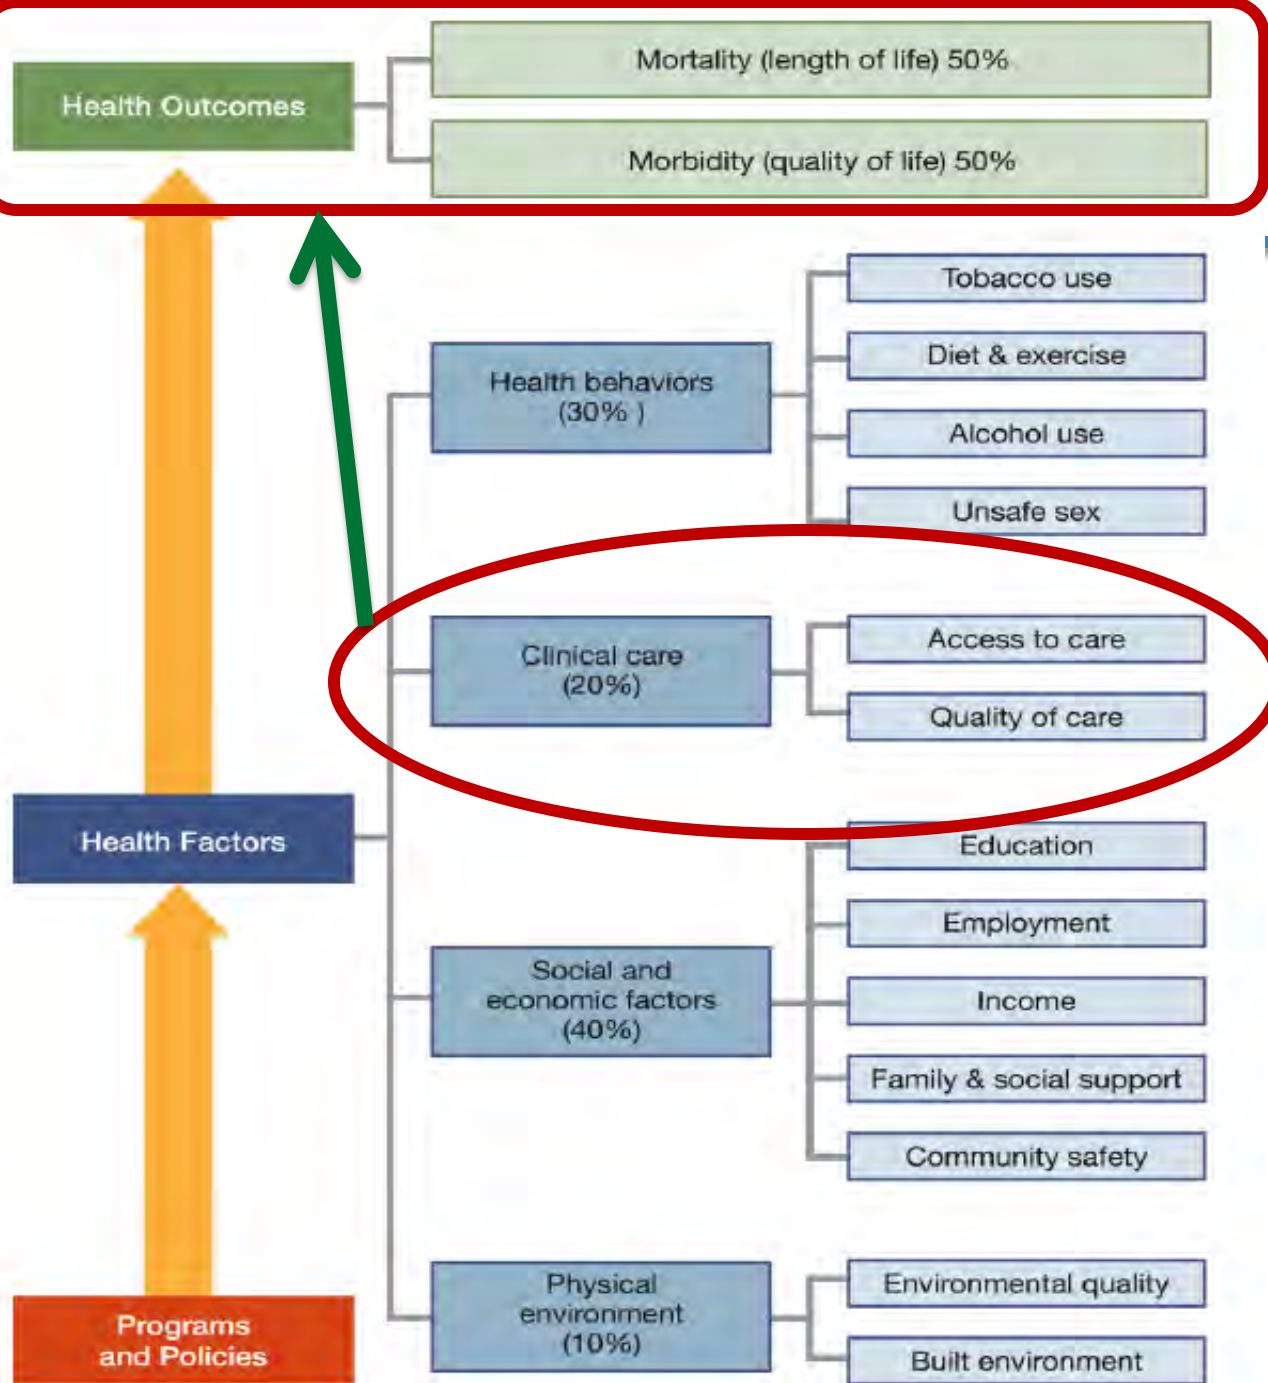 Health Outcomes
Mortality (length of life) 50%
Morbidity (quality of life) 50%
Health Factors
Health behaviors
(30% )
Tobacco use
Diet & exercise
Alcohol use
Unsafe sex
Clinical care
(20%)
Access to care
Quality of care
Social and
economic factors
(40%)
Education
Employment
Income
Family & social support
Community safety
Physical
environment
(10%)
Environmental quality
Built environment
Programs
and Policies